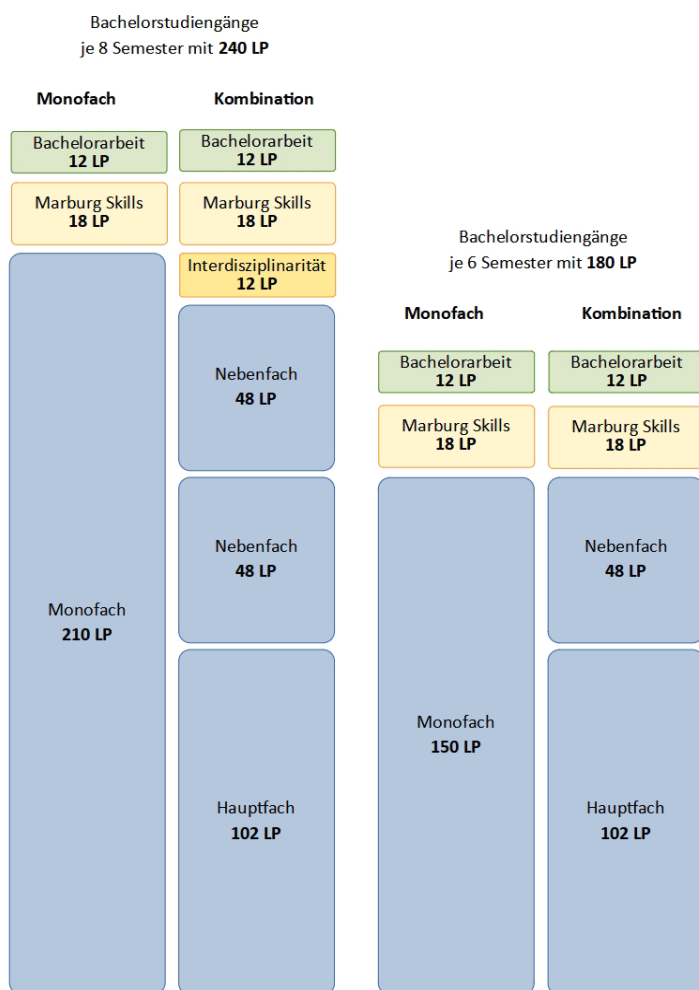 Bachelorstudiengänge
je 8 Semester mit 240 LP
Monofach
Bachelorarbeit
12 LP
Marburg Skills
18 LP
Monofach
210 LP
Kombination
Bachelorarbeit
12 LP
Marburg Skills
18 LP
Interdisziplinarität
12 LP
Nebenfach
48 LP
Nebenfach
48 LP
Hauptfach
102 LP
Bachelorstudiengänge
je 6 Semester mit 180 LP
Monofach
Bachelorarbeit
12 LP
Marburg Skills
18 LP
Monofach
150 LP
Kombination
Bachelorarbeit
12 LP
Marburg Skills
18 LP
Nebenfach
48 LP
Hauptfach
102 LP